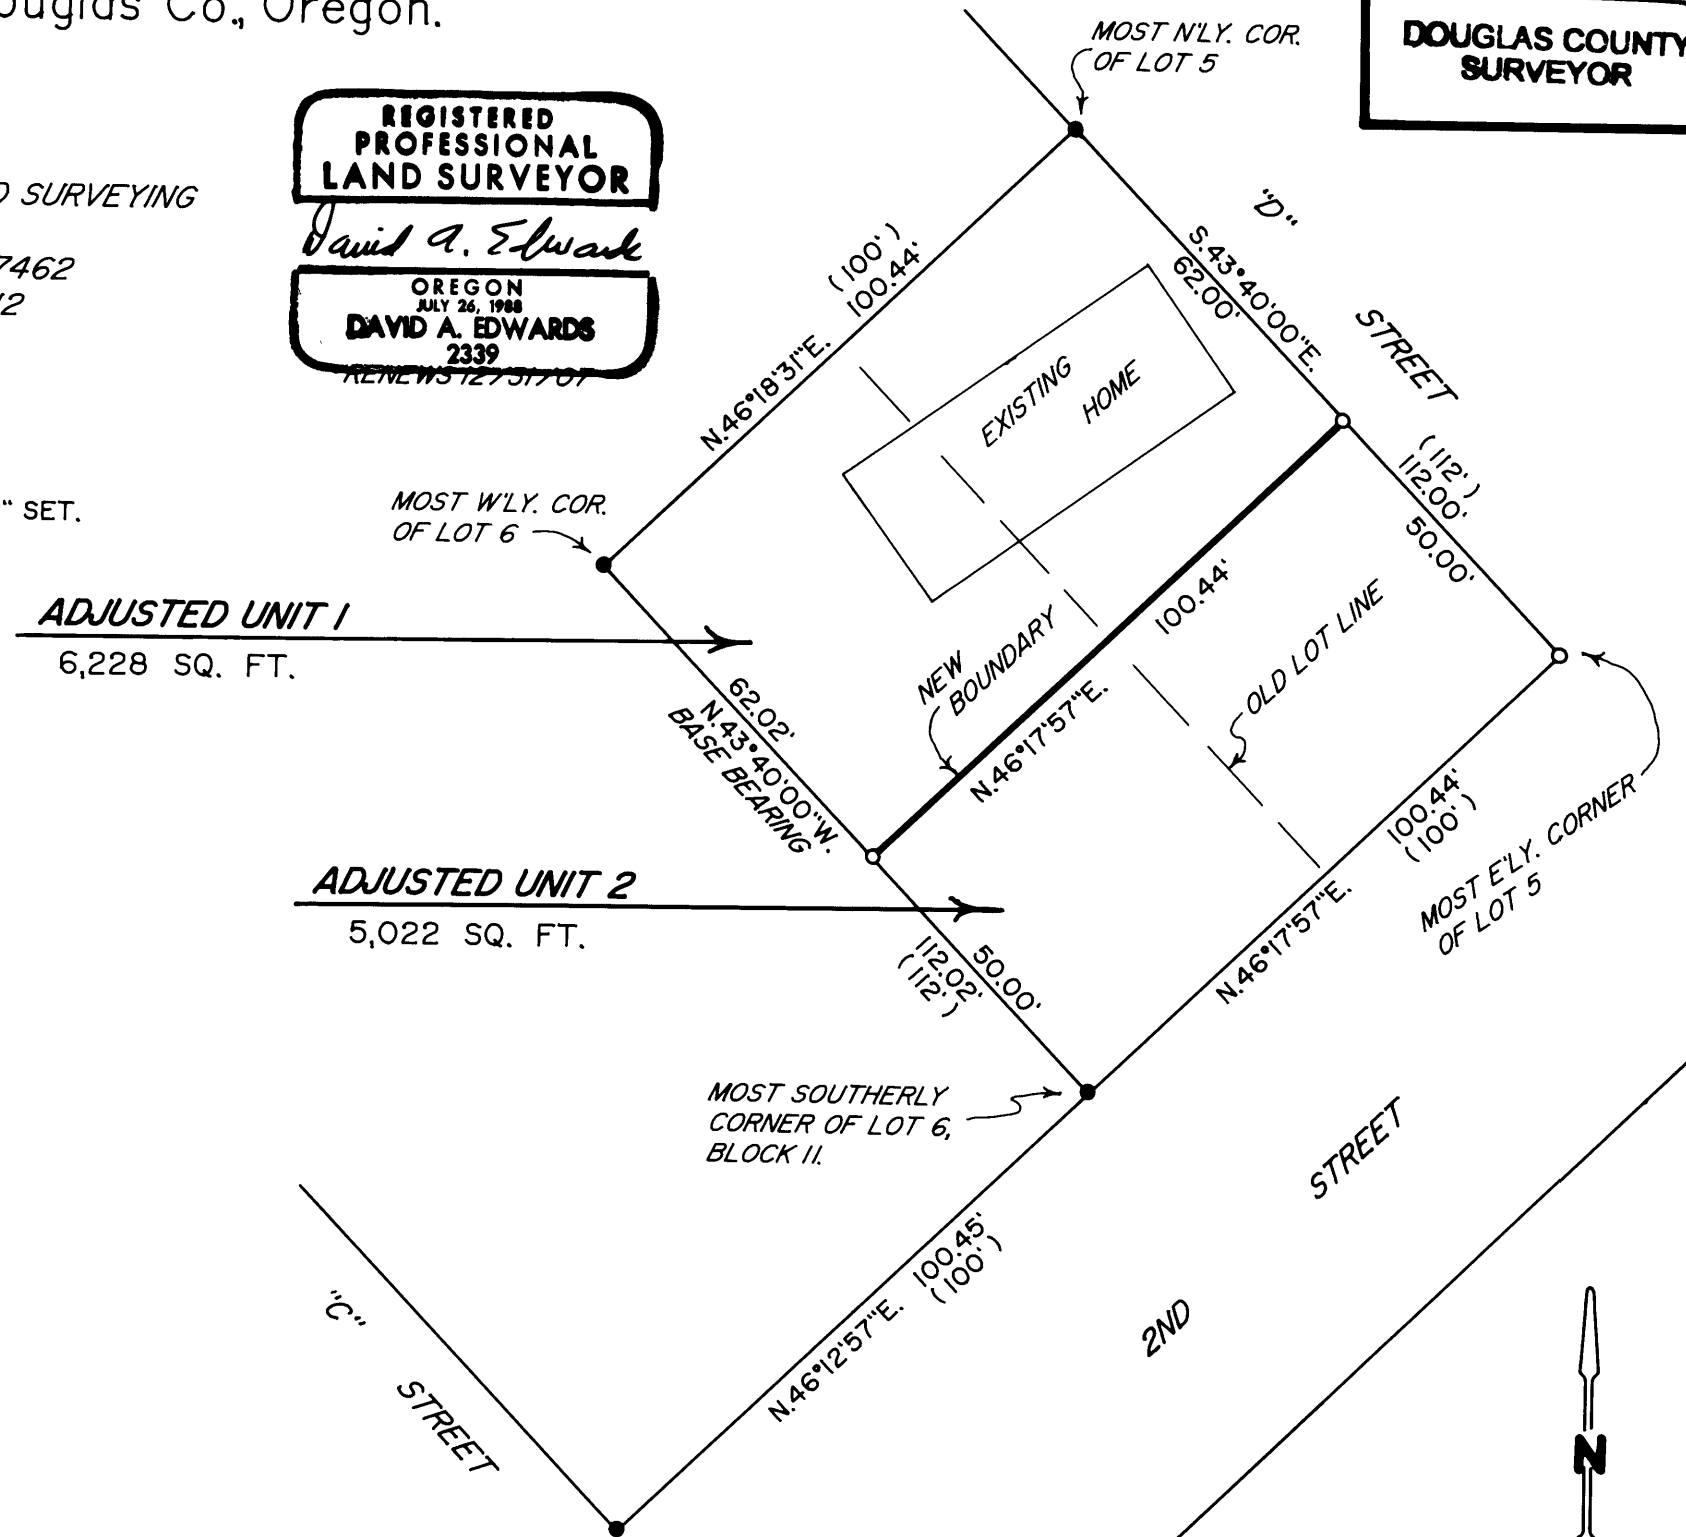 Douglas Co., Oregon.
MOST N'LY. COR.
OF LOT 5
DOUGLAS COUNTY
SURVEYOR
REGISTERED
PROFESSIONAL
LAND SURVEYOR
David A. Edwards
OREGON
JULY 26, 1988
DAVID A. EDWARDS
2339
RENEWS 12/31/07
SURVEYING
7462
"D"
STREET
S.43°40'00"E.
62.00'
(100')
100.44'
N.46°18'31"E.
EXISTING
HOME
(112')
112.00'
50.00'
" SET.
MOST W'LY. COR.
OF LOT 6
ADJUSTED UNIT 1
6,228 SQ. FT.
62.02'
N.43°40'00"W.
BASE BEARING
NEW
BOUNDARY
N.46°17'57"E.
100.44'
OLD LOT LINE
ADJUSTED UNIT 2
5,022 SQ. FT.
50.00'
112.02'
(112')
N.46°17'57"E.
100.44'
(100')
MOST E'LY. CORNER
OF LOT 5
MOST SOUTHERLY
CORNER OF LOT 6,
BLOCK 11.
N.46°12'57"E.
100.45'
(100')
"C"
STREET
2ND
STREET
N